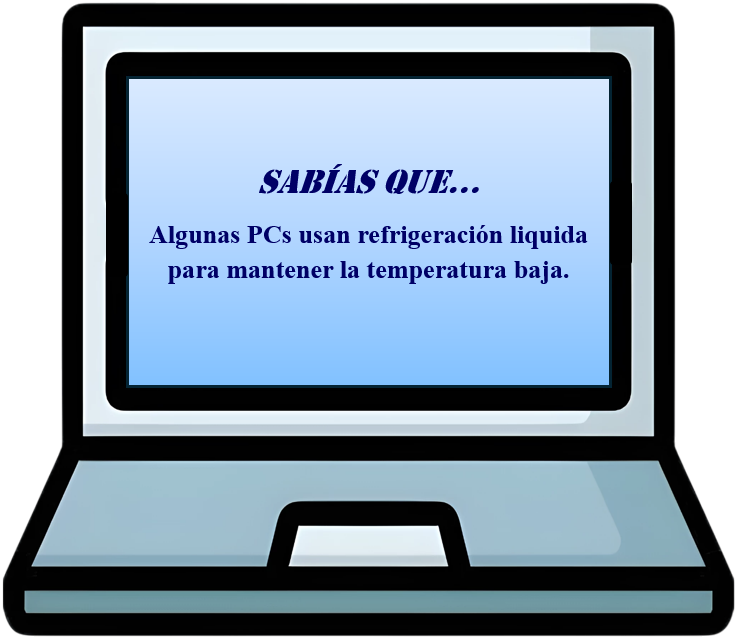 SABÍAS QUE...
Algunas PCs usan refrigeración liquida
para mantener la temperatura baja.